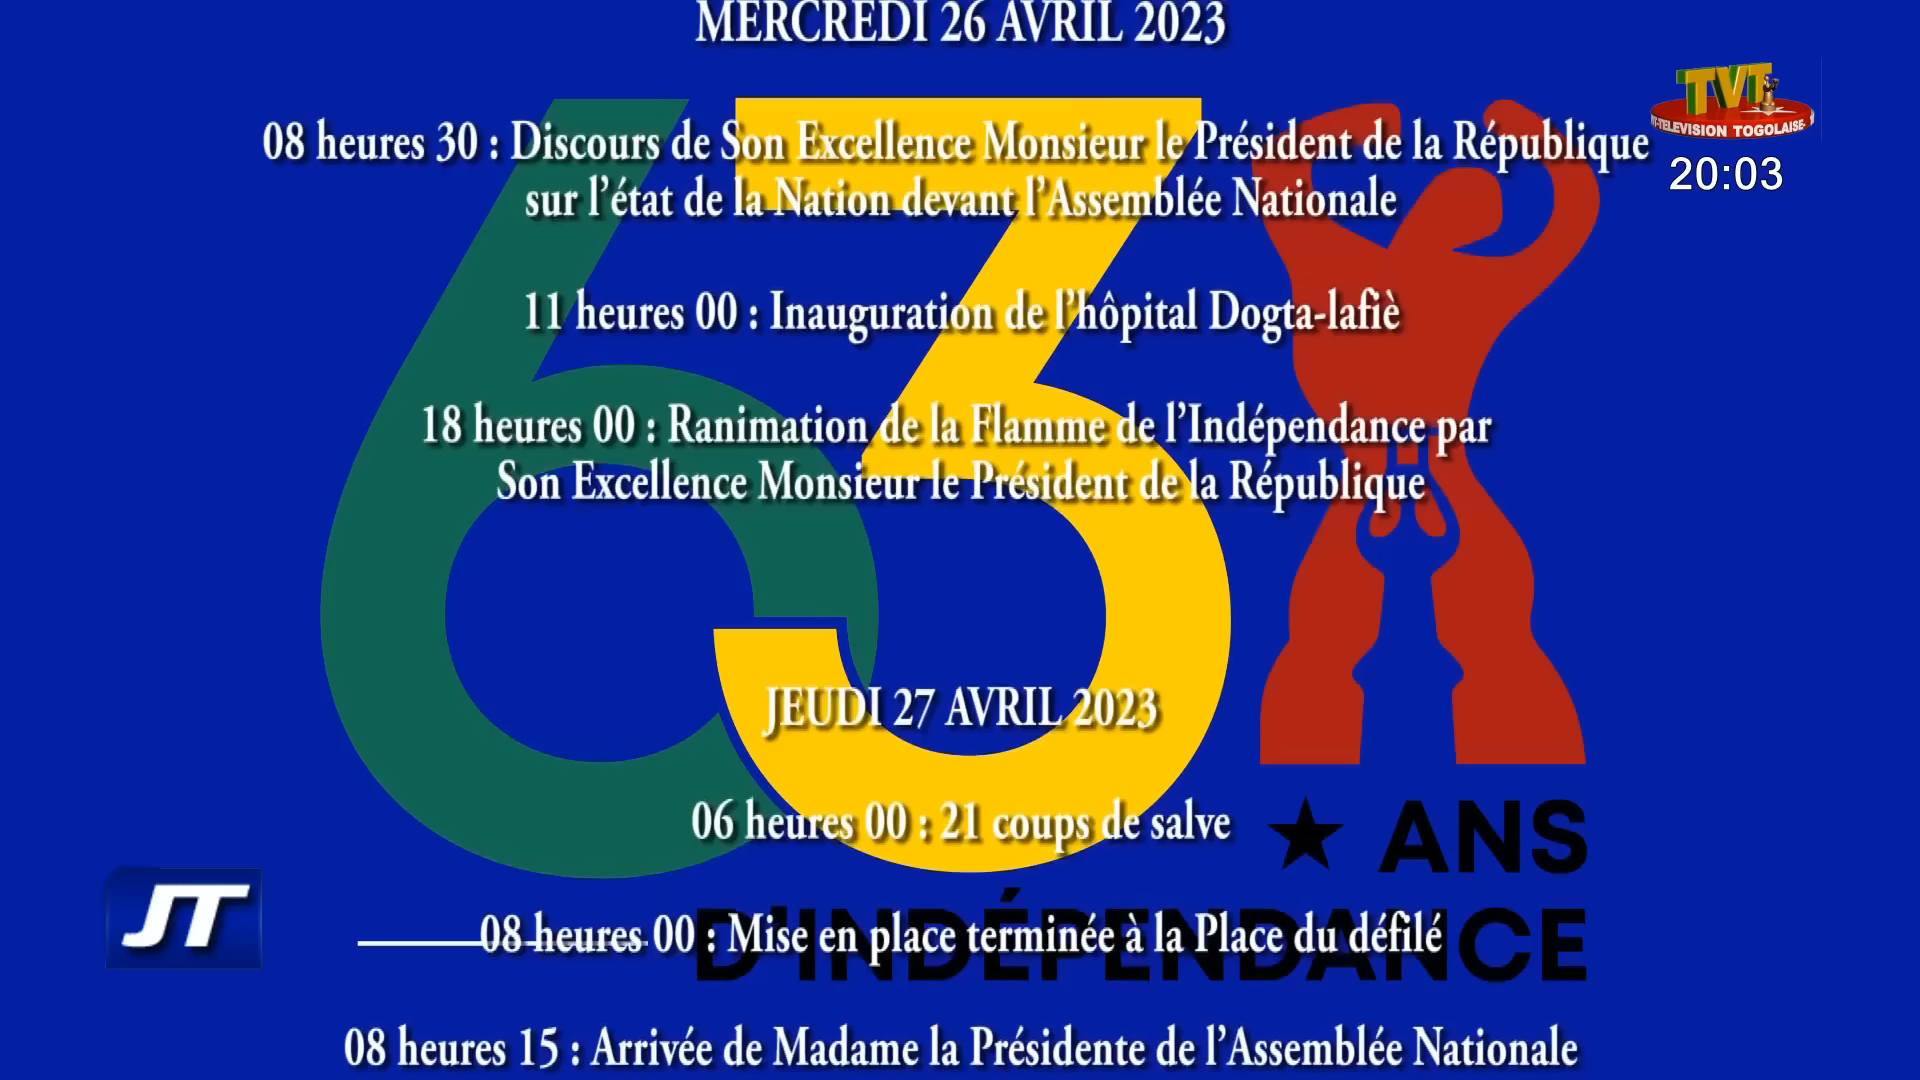 MERCREDI 26 AVRIL 2023
TVT
TELEVISION TOGOLAISE
08 heures 30 : Discours de Son Excellence Monsieur le Président de la République
20:03
sur l’état de la Nation devant l’Assemblée Nationale
11 heures 00 : Inauguration de l’hôpital Dogta-lafiè
18 heures 00 : Ranimation de la Flamme de l’Indépendance par
Son Excellence Monsieur le Président de la République
63
JEUDI 27 AVRIL 2023
06 heures 00 : 21 coups de salve
★ ANS
D'INDÉPENDANCE
JT
08 heures 00 : Mise en place terminée à la Place du défilé
08 heures 15 : Arrivée de Madame la Présidente de l’Assemblée Nationale